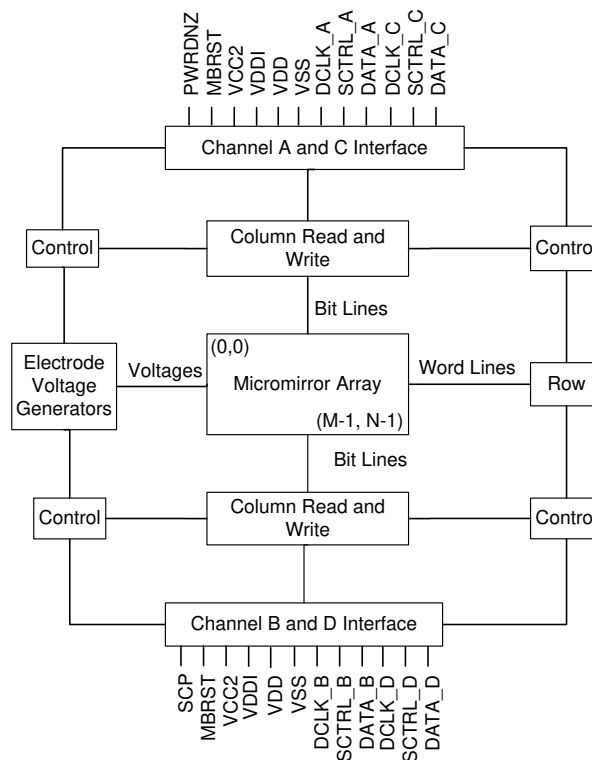 PWRDNZ
MBRST
VCC2
VDDI
VDD
VSS
DCLK_A
SCTRL_A
DATA_A
DCLK_C
SCTRL_C
DATA_C
Channel A and C Interface
Control
Column Read and
Write
Control
Bit Lines
(0,0)
Electrode
Voltage
Generators
Voltages
Micromirror Array
Word Lines
Row
(M-1, N-1)
Bit Lines
Control
Column Read and
Write
Control
Channel B and D Interface
SCP
MBRST
VCC2
VDDI
VDD
VSS
DCLK_B
SCTRL_B
DATA_B
DCLK_D
SCTRL_D
DATA_D